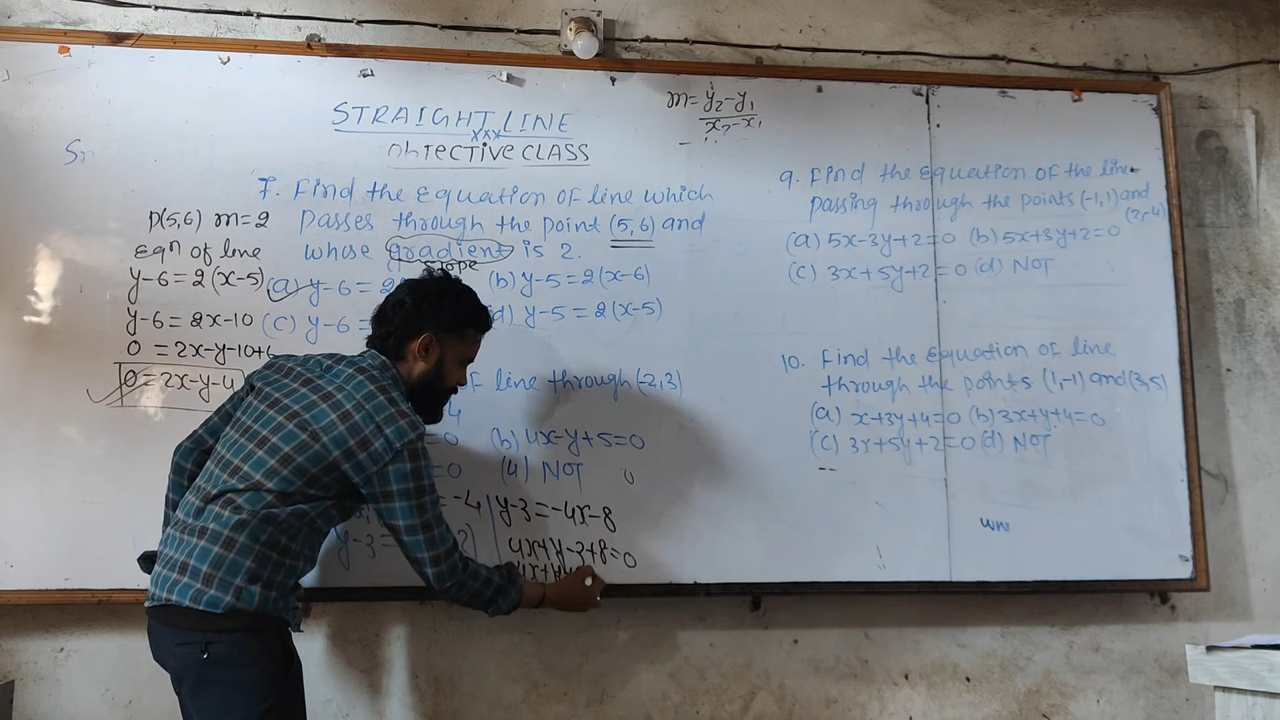 STRAIGHT LINE
xxx
OBJECTIVE CLASS
m = y₂-y₁
x₂-x₁
7. Find the Equation of line which
passes through the point (5,6) and
whose gradient is 2.
slope
(a) y-6=2
(b) y-5=2(x-6)
(c) y-6=
(d) y-5=2(x-5)
P(5,6) m=2
Eqⁿ of line
y-6=2(x-5)
y-6=2x-10
0=2x-y-10+6
0=2x-y-4
of line through (-2,3)
4
=0 (b) 4x-y+5=0
=0 (4) NOT
=-4
y-3=
y-3=-4x-8
4x+y-3+8=0
4x+y
9. Find the Equation of the line
passing through the points (-1,1) and
(2,-4)
(a) 5x-3y+2=0 (b) 5x+3y+2=0
(c) 3x+5y+2=0 (d) NOT
10. Find the Equation of line
through the points (1,-1) and (3,5)
(a) x+3y+4=0 (b) 3x+y+4=0
(c) 3x+5y+2=0 (d) NOT